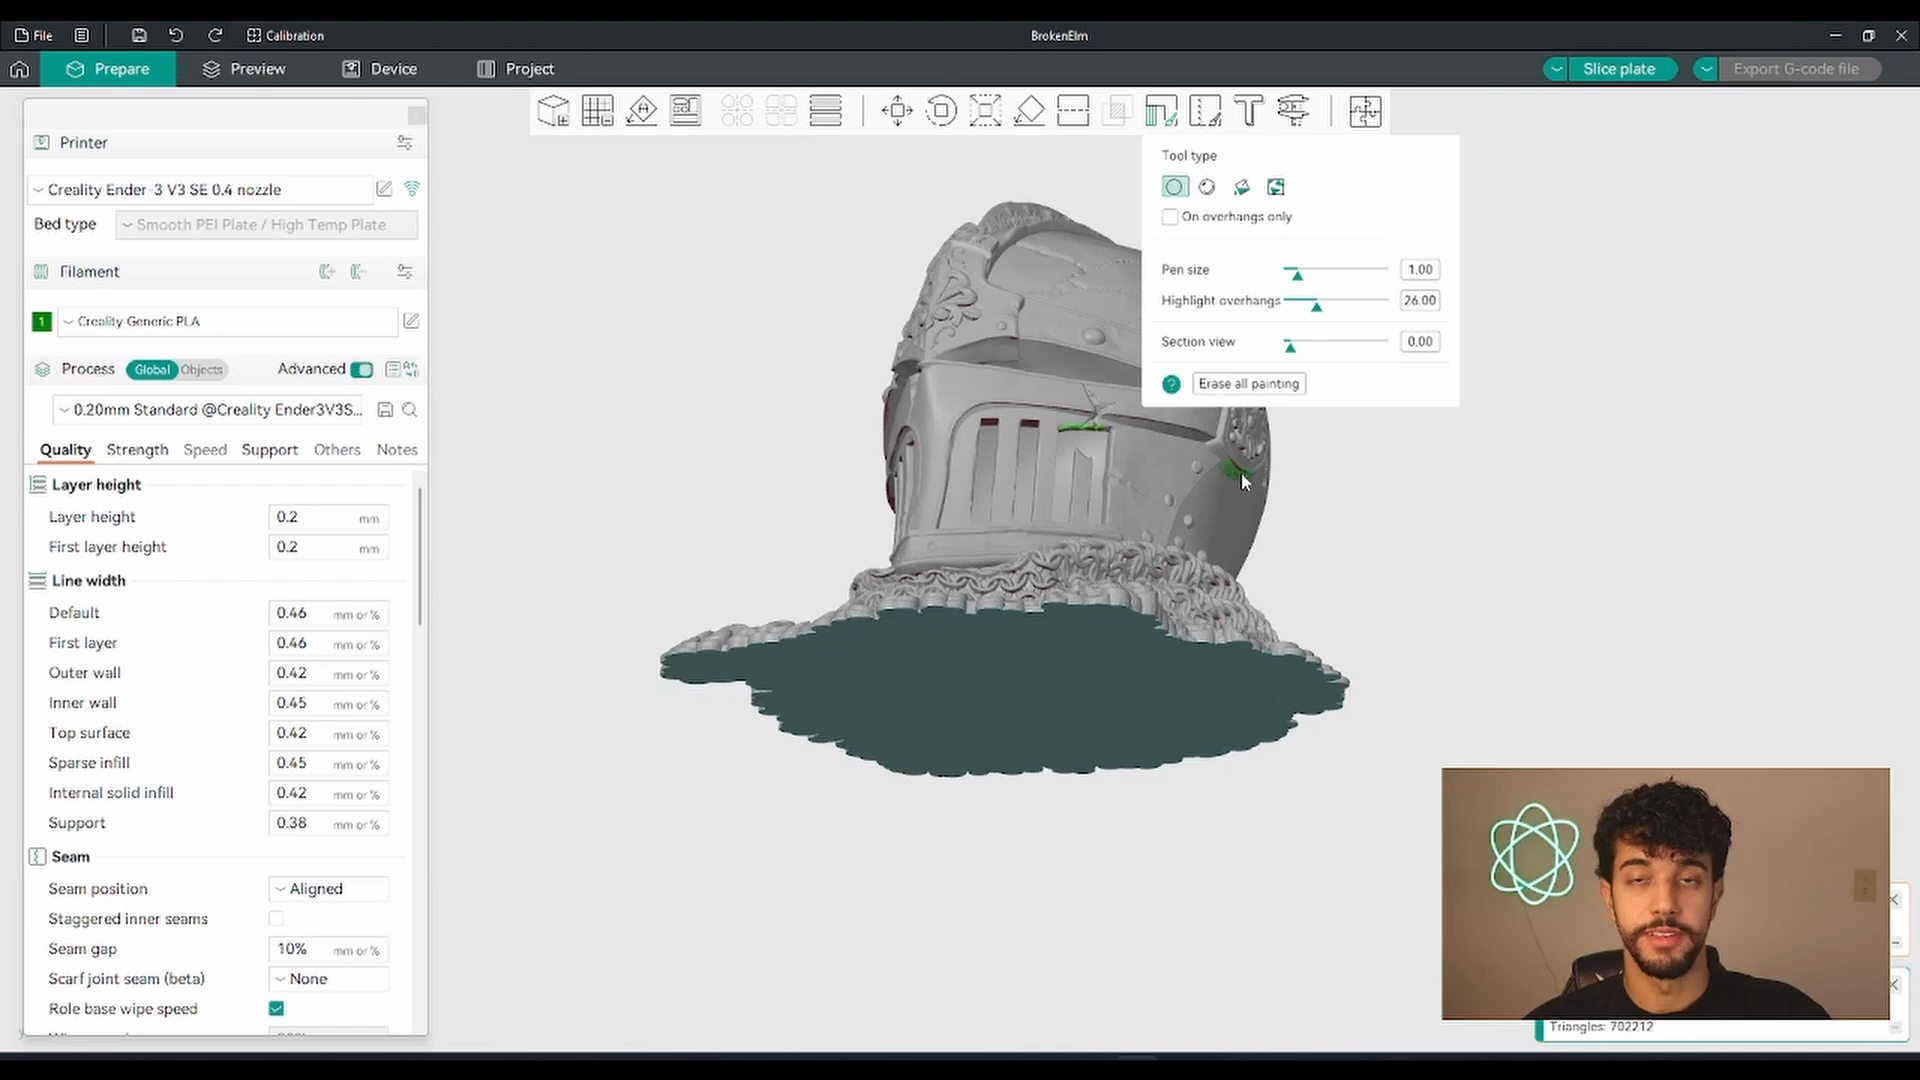 File
Calibration
BrokenElm
Prepare
Preview
Device
Project
Slice plate
Export G-code file
Printer
Creality Ender-3 V3 SE 0.4 nozzle
Bed type
Smooth PEI Plate / High Temp Plate
Filament
1
Creality Generic PLA
Process
Global
Objects
Advanced
0.20mm Standard @Creality Ender3V3S...
Quality
Strength
Speed
Support
Others
Notes
Layer height
Layer height 0.2 mm
First layer height 0.2 mm
Line width
Default 0.46 mm or %
First layer 0.46 mm or %
Outer wall 0.42 mm or %
Inner wall 0.45 mm or %
Top surface 0.42 mm or %
Sparse infill 0.45 mm or %
Internal solid infill 0.42 mm or %
Support 0.38 mm or %
Seam
Seam position Aligned
Staggered inner seams
Seam gap 10% mm or %
Scarf joint seam (beta) None
Role base wipe speed
Tool type
On overhangs only
Pen size 1.00
Highlight overhangs 26.00
Section view 0.00
? Erase all painting
Triangles: 702212